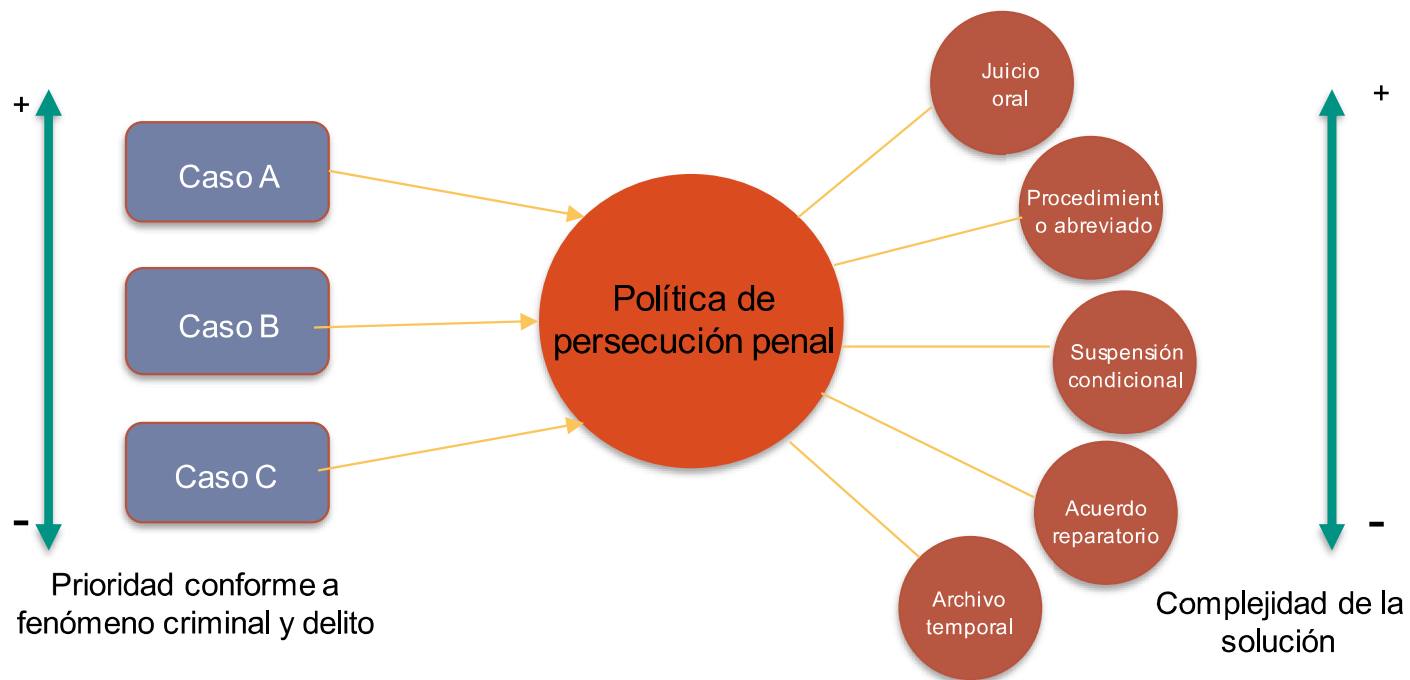 +
Caso A
Caso B
Caso C
-
Prioridad conforme a
fenómeno criminal y delito
Política de
persecución penal
Juicio
oral
Procedimient
o abreviado
Suspensión
condicional
Acuerdo
reparatorio
Archivo
temporal
+
-
Complejidad de la
solución